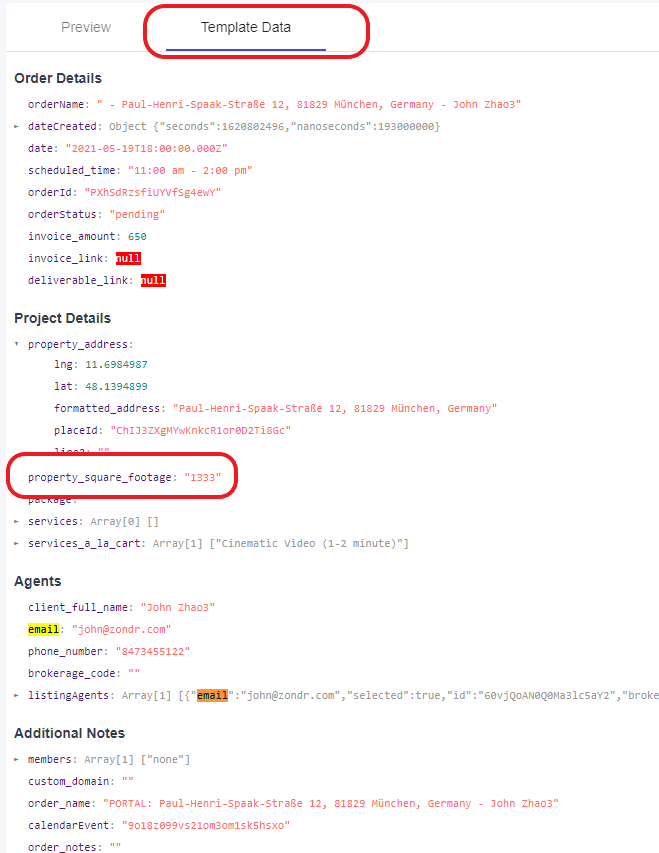 Preview
Template Data
Order Details
orderName: " - Paul-Henri-Spaak-Straße 12, 81829 München, Germany - John Zhao3"
dateCreated: Object {"seconds":1620802496,"nanoseconds":193000000}
date: "2021-05-19T18:00:00.000Z"
scheduled_time: "11:00 am - 2:00 pm"
orderId: "PXhSdRzsfiUYVfSg4ewY"
orderStatus: "pending"
invoice_amount: 650
invoice_link: null
deliverable_link: null
Project Details
property_address:
lng: 11.6984987
lat: 48.1394899
formatted_address: "Paul-Henri-Spaak-Straße 12, 81829 München, Germany"
placeId: "ChIJ3ZXgMYwKnkcR1or0D2Ti8Gc"
line2: ""
property_square_footage: "1333"
package:
services: Array[0] []
services_a_la_cart: Array[1] ["Cinematic Video (1-2 minute)"]
Agents
client_full_name: "John Zhao3"
email: "john@zondr.com"
phone_number: "8473455122"
brokerage_code: ""
listingAgents: Array[1] [{"email":"john@zondr.com","selected":true,"id":"60vjQoAN0Q0Ma3lc5aY2","broke
Additional Notes
members: Array[1] ["none"]
custom_domain: ""
order_name: "PORTAL: Paul-Henri-Spaak-Straße 12, 81829 München, Germany - John Zhao3"
calendarEvent: "9o18z099vs21om3om1sk5hsxo"
order_notes: ""